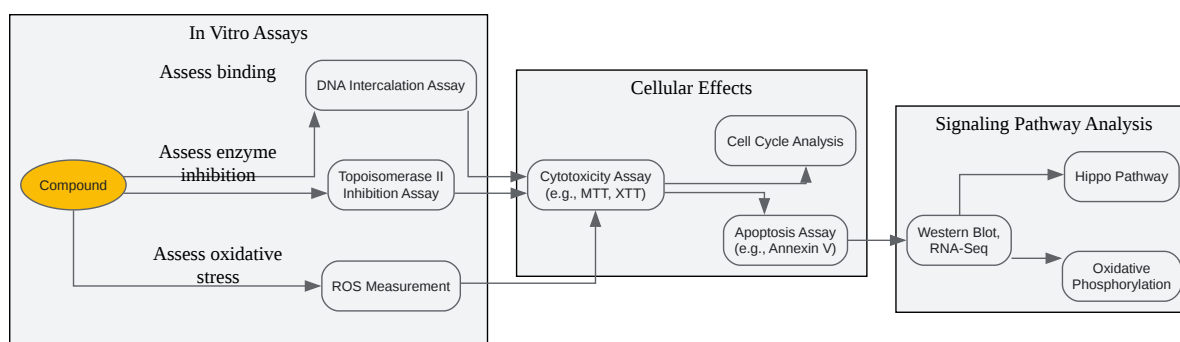 In Vitro Assays
Assess binding
DNA Intercalation Assay
Assess enzyme
inhibition
Compound
Topoisomerase II
Inhibition Assay
Assess oxidative
stress
ROS Measurement
Cellular Effects
Cell Cycle Analysis
Cytotoxicity Assay
(e.g., MTT, XTT)
Apoptosis Assay
(e.g., Annexin V)
Signaling Pathway Analysis
Hippo Pathway
Western Blot,
RNA-Seq
Oxidative
Phosphorylation